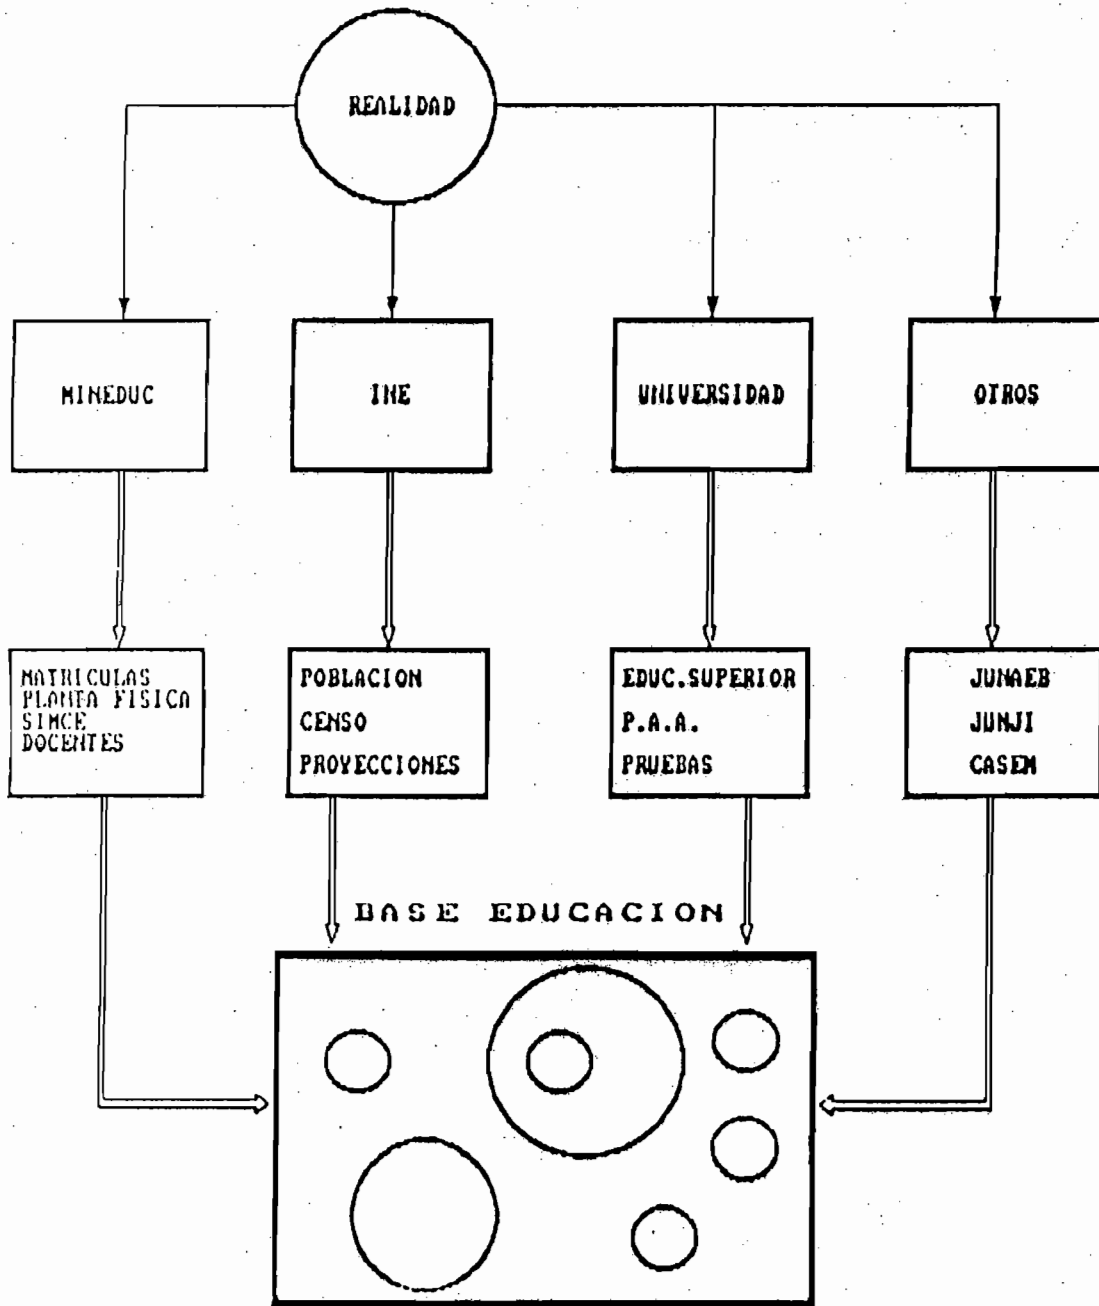 REALIDAD
MINEDUC
INE
UNIVERSIDAD
OTROS
MATRICULAS
PLANTA FISICA
SIMCE
DOCENTES
POBLACION
CENSO
PROYECCIONES
EDUC.SUPERIOR
P.A.A.
PRUEBAS
JUNAEB
JUNJI
CASEM
BASE EDUCACION